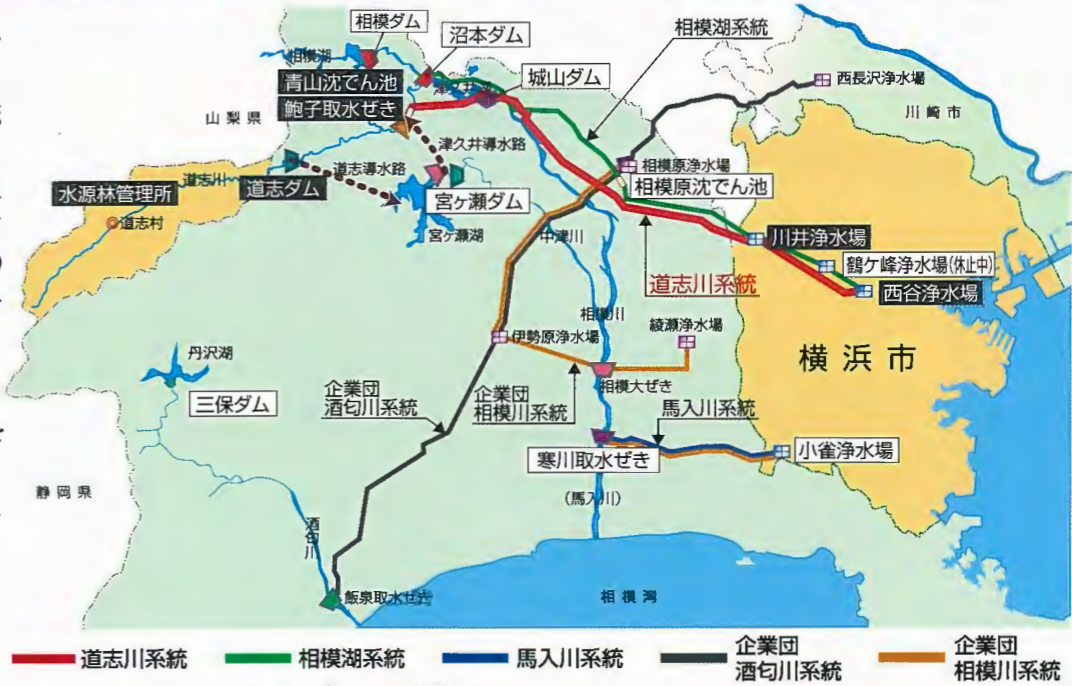 相模ダム
沼本ダム
相模湖系統
相模湖
城山ダム
西長沢浄水場
青山沈でん池
川崎市
鮑子取水ぜき
山梨県
津久井導水路
相模原浄水場
道志導水路
相模原沈でん池
道志川
道志ダム
水源林管理所
宮ヶ瀬ダム
道志村
宮ヶ瀬湖
中津川
川井浄水場
鶴ケ峰浄水場(休止中)
道志川系統
西谷浄水場
相模川
綾瀬浄水場
伊勢原浄水場
横浜市
丹沢湖
企業団
酒匂川系統
企業団
相模川系統
相模大ぜき
三保ダム
馬入川系統
寒川取水ぜき
小雀浄水場
静岡県
(馬入川)
酒匂川
飯泉取水ぜき
相模灣
道志川系統
相模湖系統
馬入川系統
企業団
酒匂川系統
企業団
相模川系統